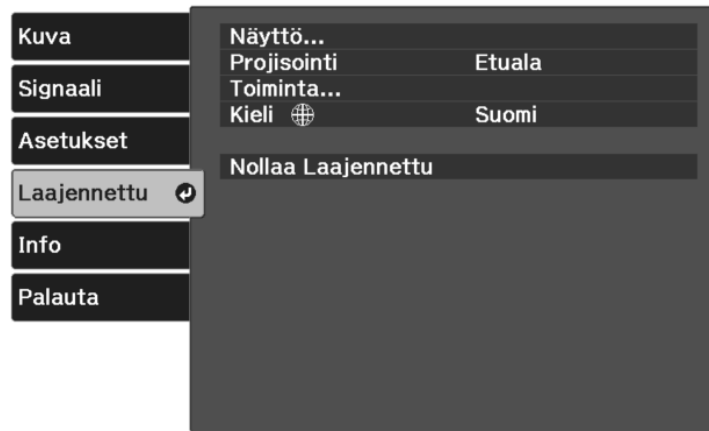 Kuva
Signaali
Asetukset
Laajennettu
Info
Palauta
Näyttö...
Projisointi Etuala
Toiminta...
Kieli Suomi
Nollaa Laajennettu